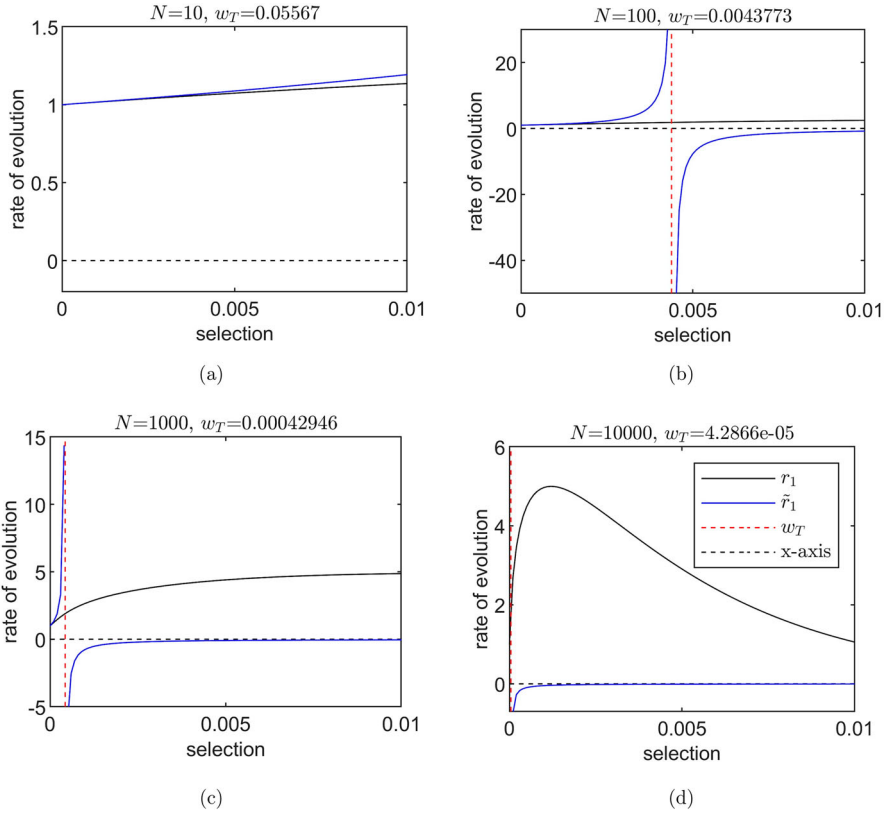 N=10, w_T=0.05567
1.5
1
0.5
0
rate of evolution
0
0.005
0.01
selection
(a)
N=100, w_T=0.0043773
20
0
-20
-40
rate of evolution
0
0.005
0.01
selection
(b)
N=1000, w_T=0.00042946
15
10
5
0
-5
rate of evolution
0
0.005
0.01
selection
(c)
N=10000, w_T=4.2866e-05
6
4
2
0
rate of evolution
r₁
r̃₁
w_T
x-axis
0
0.005
0.01
selection
(d)